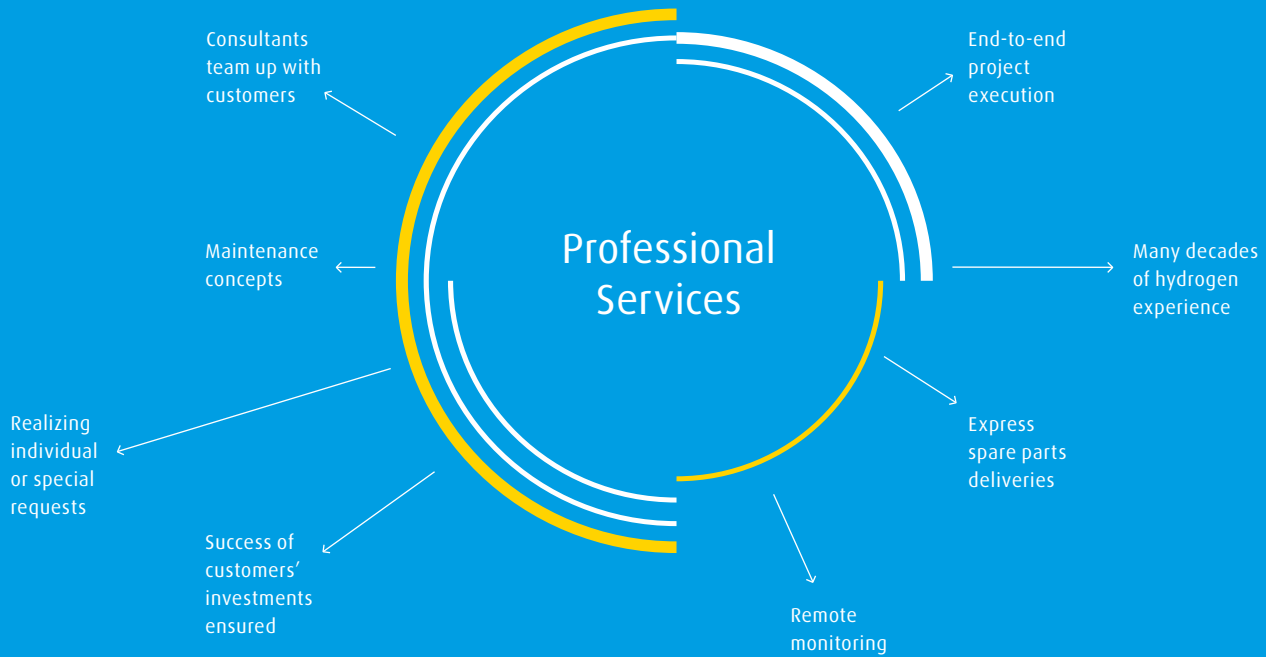 Consultants
team up with
customers
End-to-end
project
execution
Professional
Services
Maintenance
concepts
Many decades
of hydrogen
experience
Realizing
individual
or special
requests
Express
spare parts
deliveries
Success of
customers’
investments
ensured
Remote
monitoring